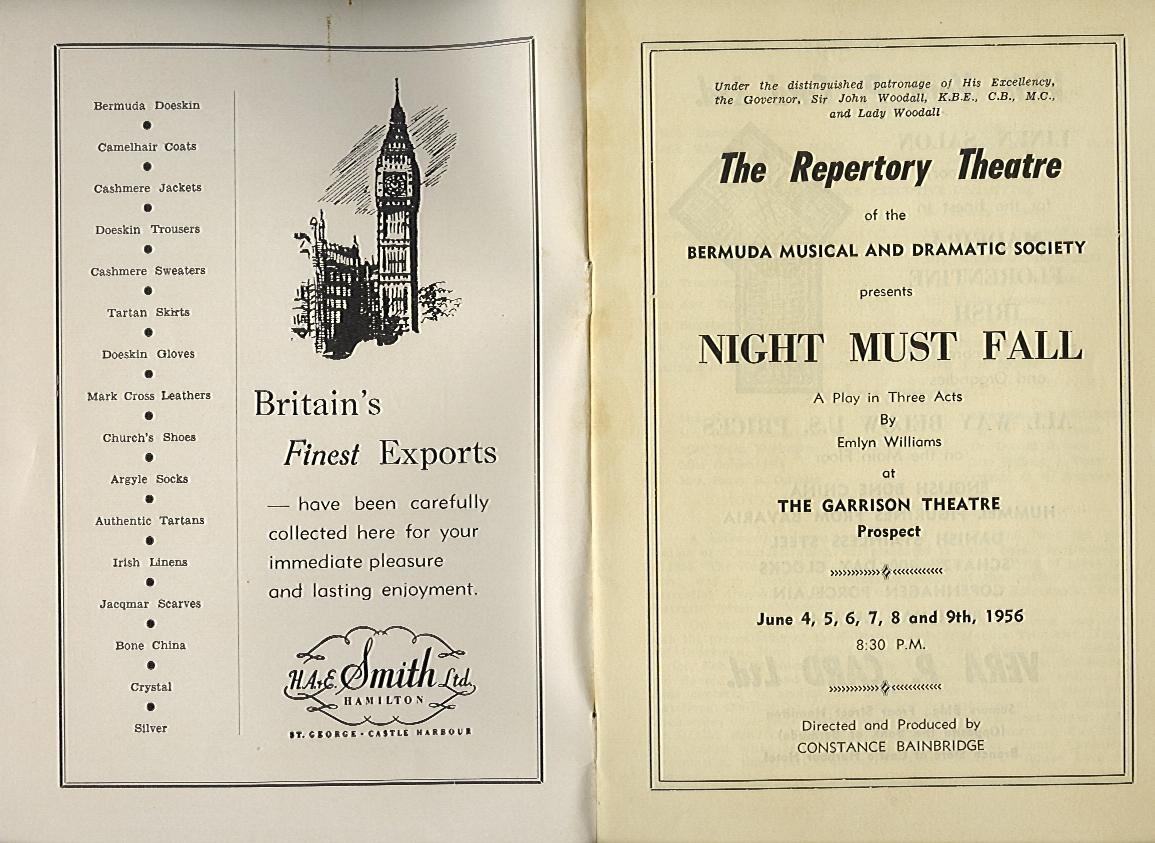 Bermuda Doeskin
Camelhair Coats
Cashmere Jackets
Doeskin Trousers
Cashmere Sweaters
Tartan Skirts
Doeskin Gloves
Mark Cross Leathers
Church's Shoes
Argyle Socks
Authentic Tartans
Irish Linens
Jacqmar Scarves
Bone China
Crystal
Silver
Britain's
Finest Exports
— have been carefully
collected here for your
immediate pleasure
and lasting enjoyment.
H.A.&E. Smith Ltd.
HAMILTON
ST. GEORGE - CASTLE HARBOUR
Under the distinguished patronage of His Excellency,
the Governor, Sir John Woodall, K.B.E., C.B., M.C.,
and Lady Woodall
The Repertory Theatre
of the
BERMUDA MUSICAL AND DRAMATIC SOCIETY
presents
NIGHT MUST FALL
A Play in Three Acts
By
Emlyn Williams
at
THE GARRISON THEATRE
Prospect
June 4, 5, 6, 7, 8 and 9th, 1956
8:30 P.M.
Directed and Produced by
CONSTANCE BAINBRIDGE